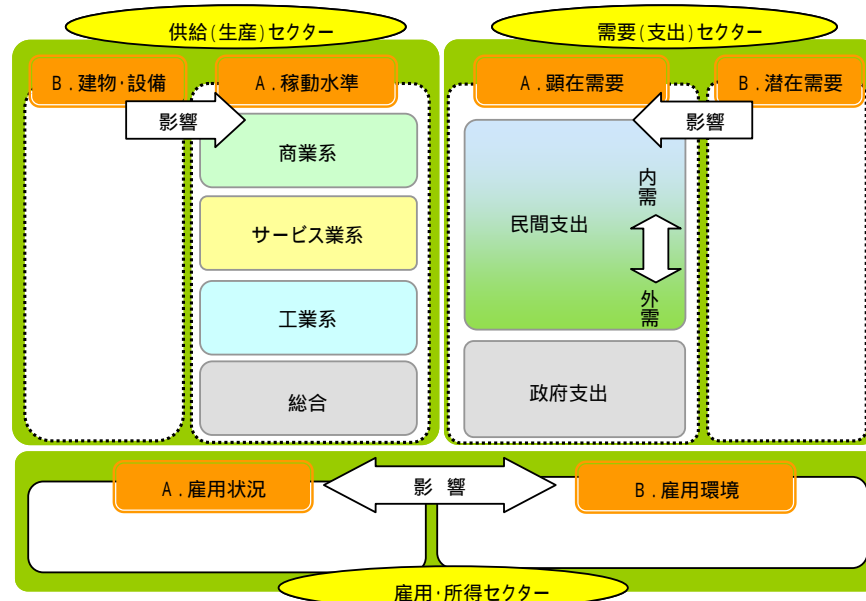 供給(生産)セクター
需要(支出)セクター
B.建物・設備
A.稼動水準
A.顕在需要
B.潜在需要
影響
影響
商業系
サービス業系
工業系
総合
民間支出
内需
外需
政府支出
A.雇用状況
影 響
B.雇用環境
雇用・所得セクター